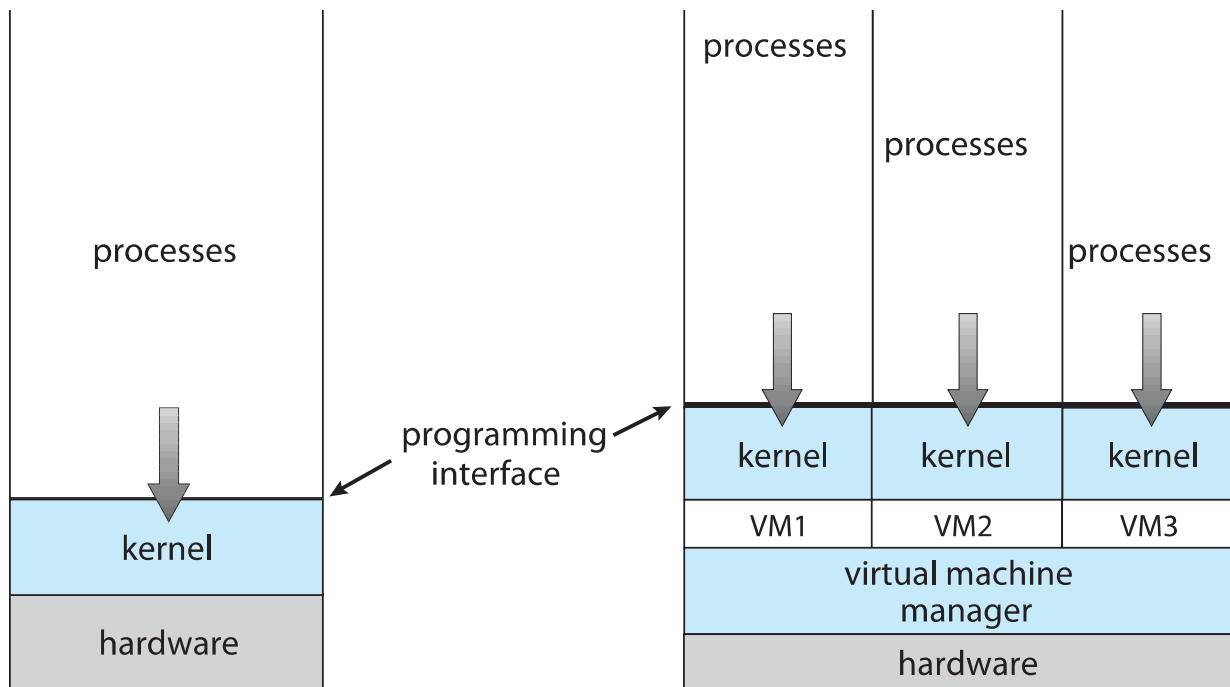 processes
kernel
hardware
programming
interface
processes
processes
processes
kernel
kernel
kernel
VM1
VM2
VM3
virtual machine
manager
hardware